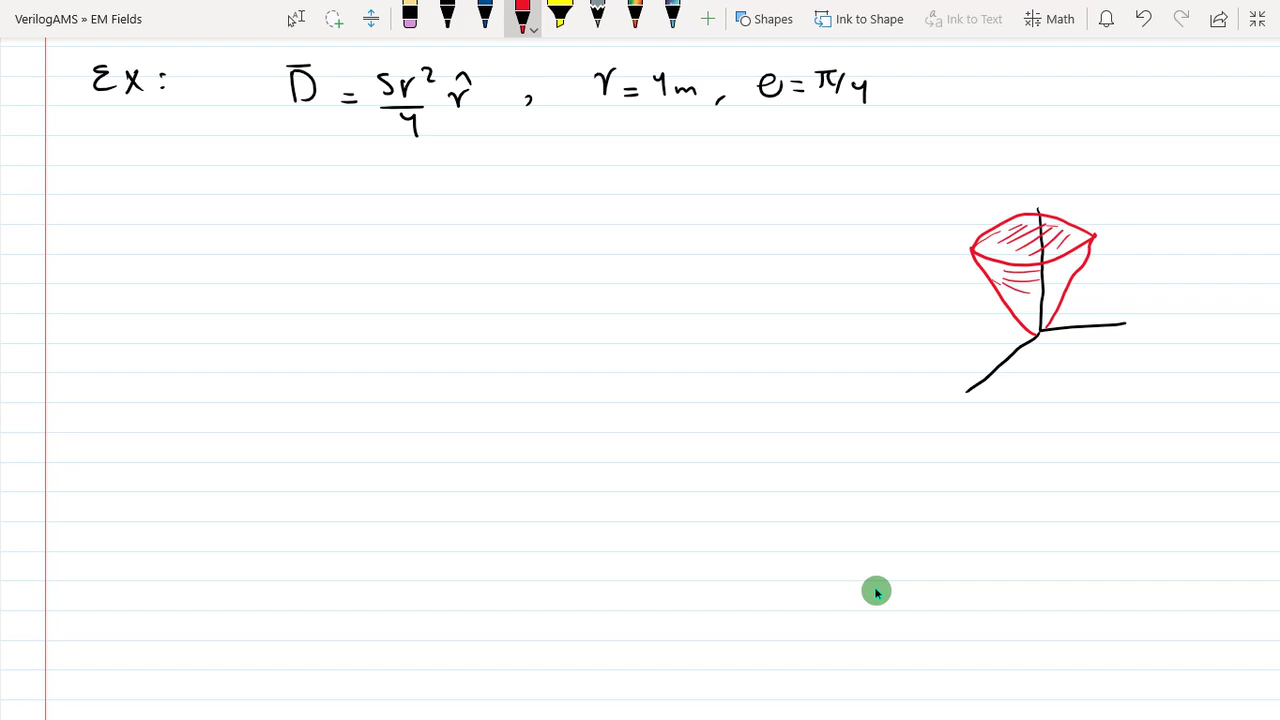 VerilogAMS » EM Fields
Shapes Ink to Shape Ink to Text Math
Ex: D̅ = 5r²/4 r̂ , r = 4m, θ = π/4